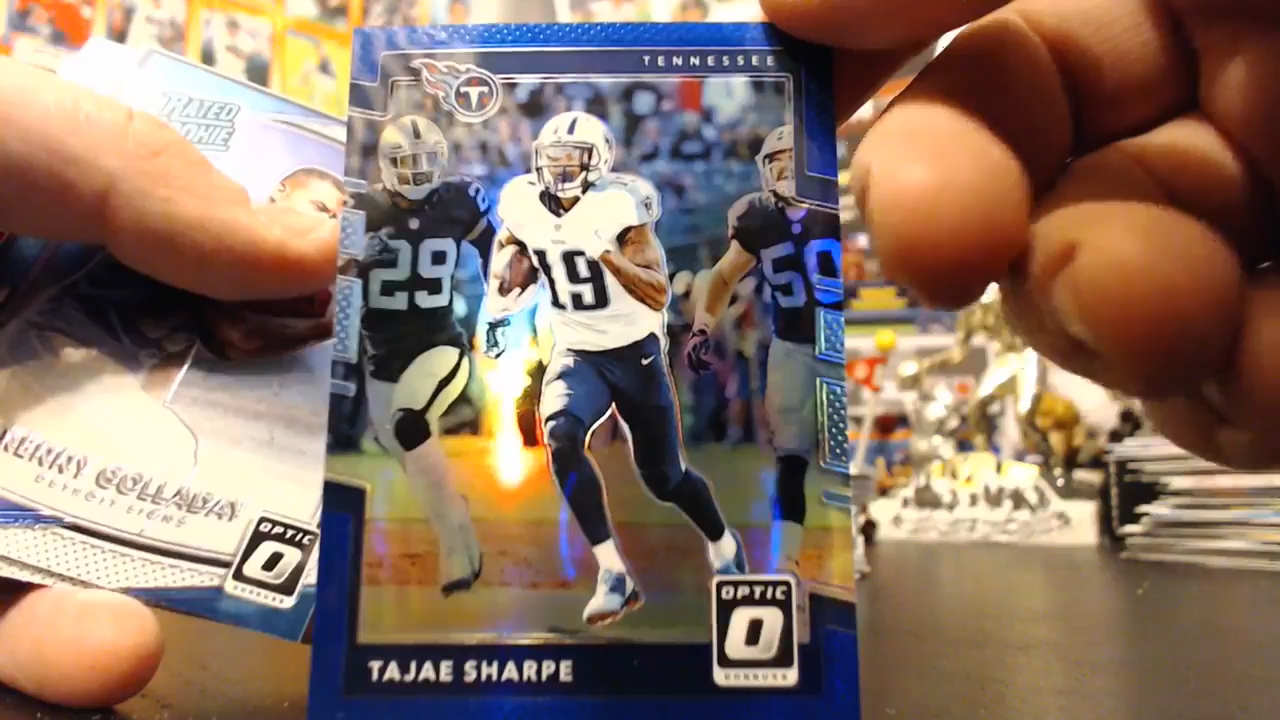 TENNESSEE
T
29
19
50
TAJAE SHARPE
OPTIC
O
DONRUSS
RATED
ROOKIE
KENNY GOLLADAY
DETROIT LIONS
OPTIC
O
DONRUSS